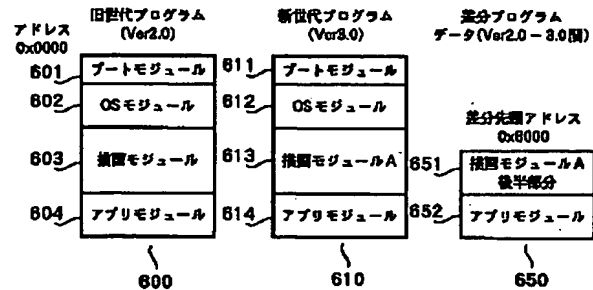 旧世代プログラム
(Ver2.0)
新世代プログラム
(Ver3.0)
差分プログラム
データ(Ver2.0-3.0間)
アドレス
0x0000
601
ブートモジュール
602
OSモジュール
603
描画モジュール
604
アプリモジュール
600
611
ブートモジュール
612
OSモジュール
613
描画モジュールA
614
アプリモジュール
610
差分先頭アドレス
0x6000
651
描画モジュールA
後半部分
652
アプリモジュール
650